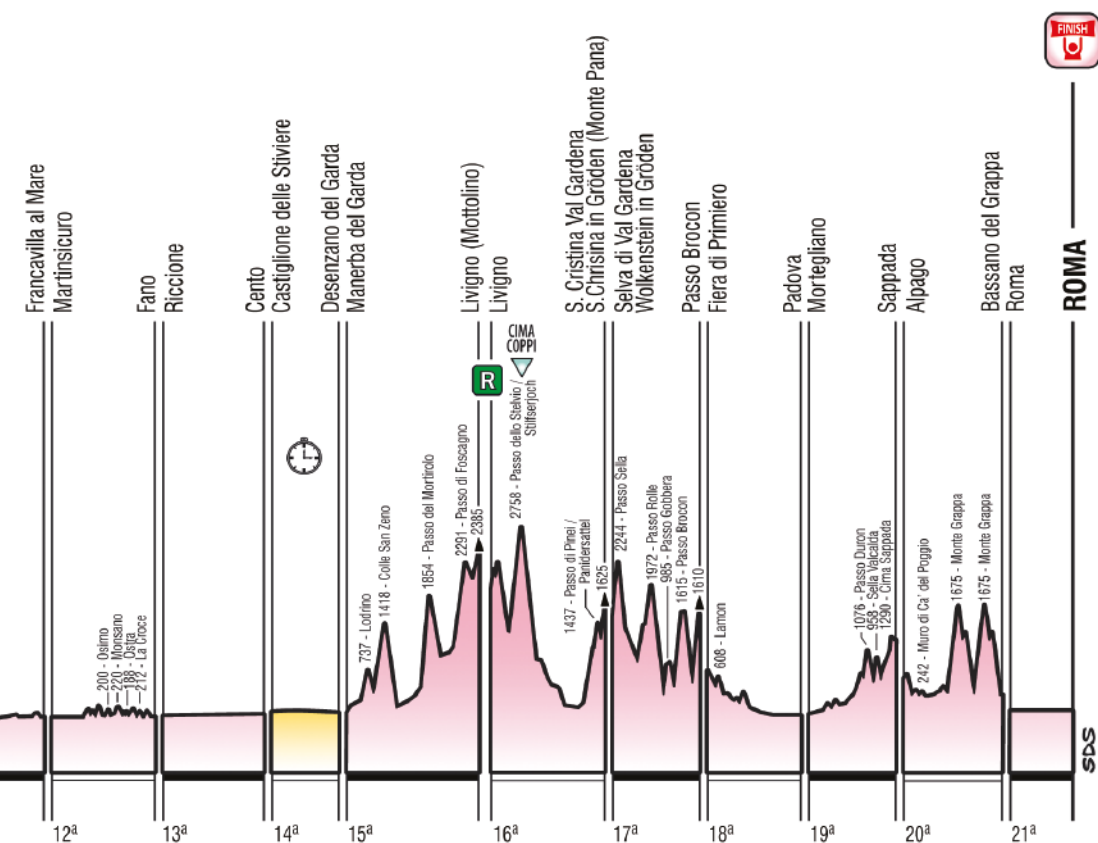 FINISH
Francavilla al Mare
Martinsicuro
Fano
Riccione
Cento
Castiglione delle Stiviere
Desenzano del Garda
Manerba del Garda
Livigno (Mottolino)
Livigno
S. Cristina Val Gardena
S.Chrisina in Gröden (Monte Pana)
Selva di Val Gardena
Wolkenstein in Gröden
Passo Brocon
Fiera di Primiero
Padova
Mortegliano
Sappada
Alpago
Bassano del Grappa
Roma
ROMA
CIMA
COPPI
R
200 - Osimo
220 - Monsano
188 - Ostra
212 - La Croce
737 - Lodrino
1418 - Colle San Zeno
1854 - Passo del Mortirolo
2291 - Passo di Foscagno
2385
2758 - Passo dello Stelvio /
Stilfserjoch
1437 - Passo di Pinei /
Panidersattel
1625
2244 - Passo Sella
1972 - Passo Rolle
985 - Passo Gobbera
1615 - Passo Brocon
1610
608 - Lamon
1076 - Passo Duron
958 - Sella Valcalda
1290 - Cima Sappada
242 - Muro di Ca' del Poggio
1675 - Monte Grappa
1675 - Monte Grappa
SDS
12ª
13ª
14ª
15ª
16ª
17ª
18ª
19ª
20ª
21ª